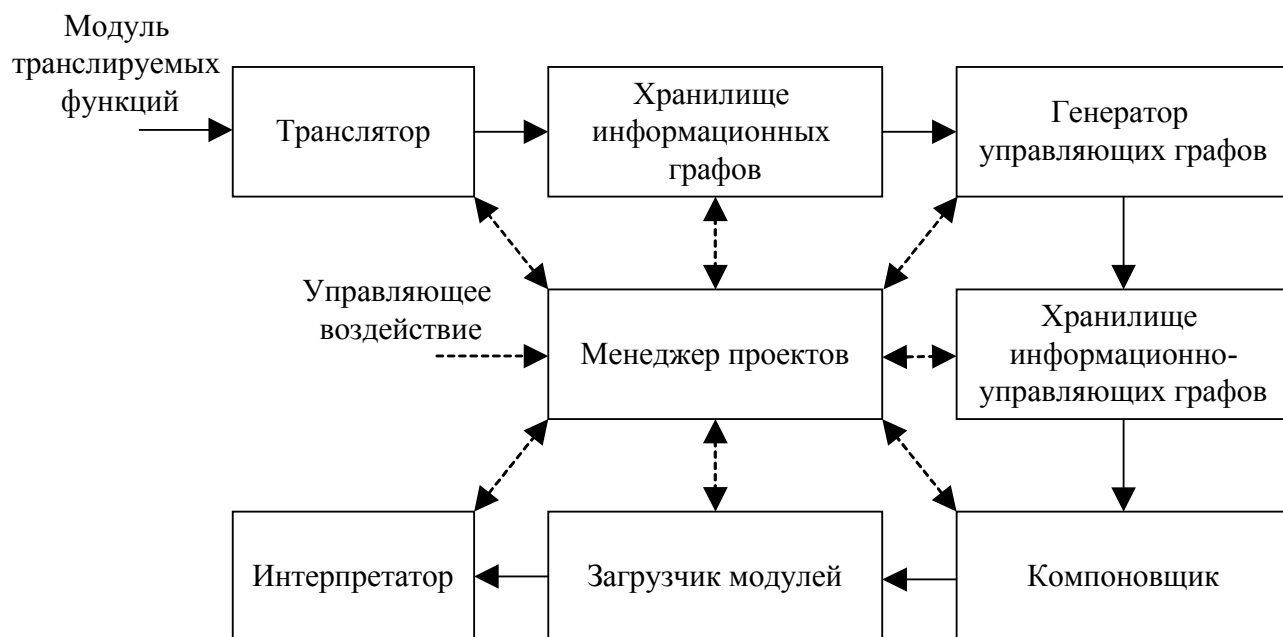 Модуль
транслируемых
функций
Транслятор
Хранилище
информационных
графов
Генератор
управляющих графов
Управляющее
воздействие
Менеджер проектов
Хранилище
информационно-
управляющих графов
Интерпретатор
Загрузчик модулей
Компоновщик